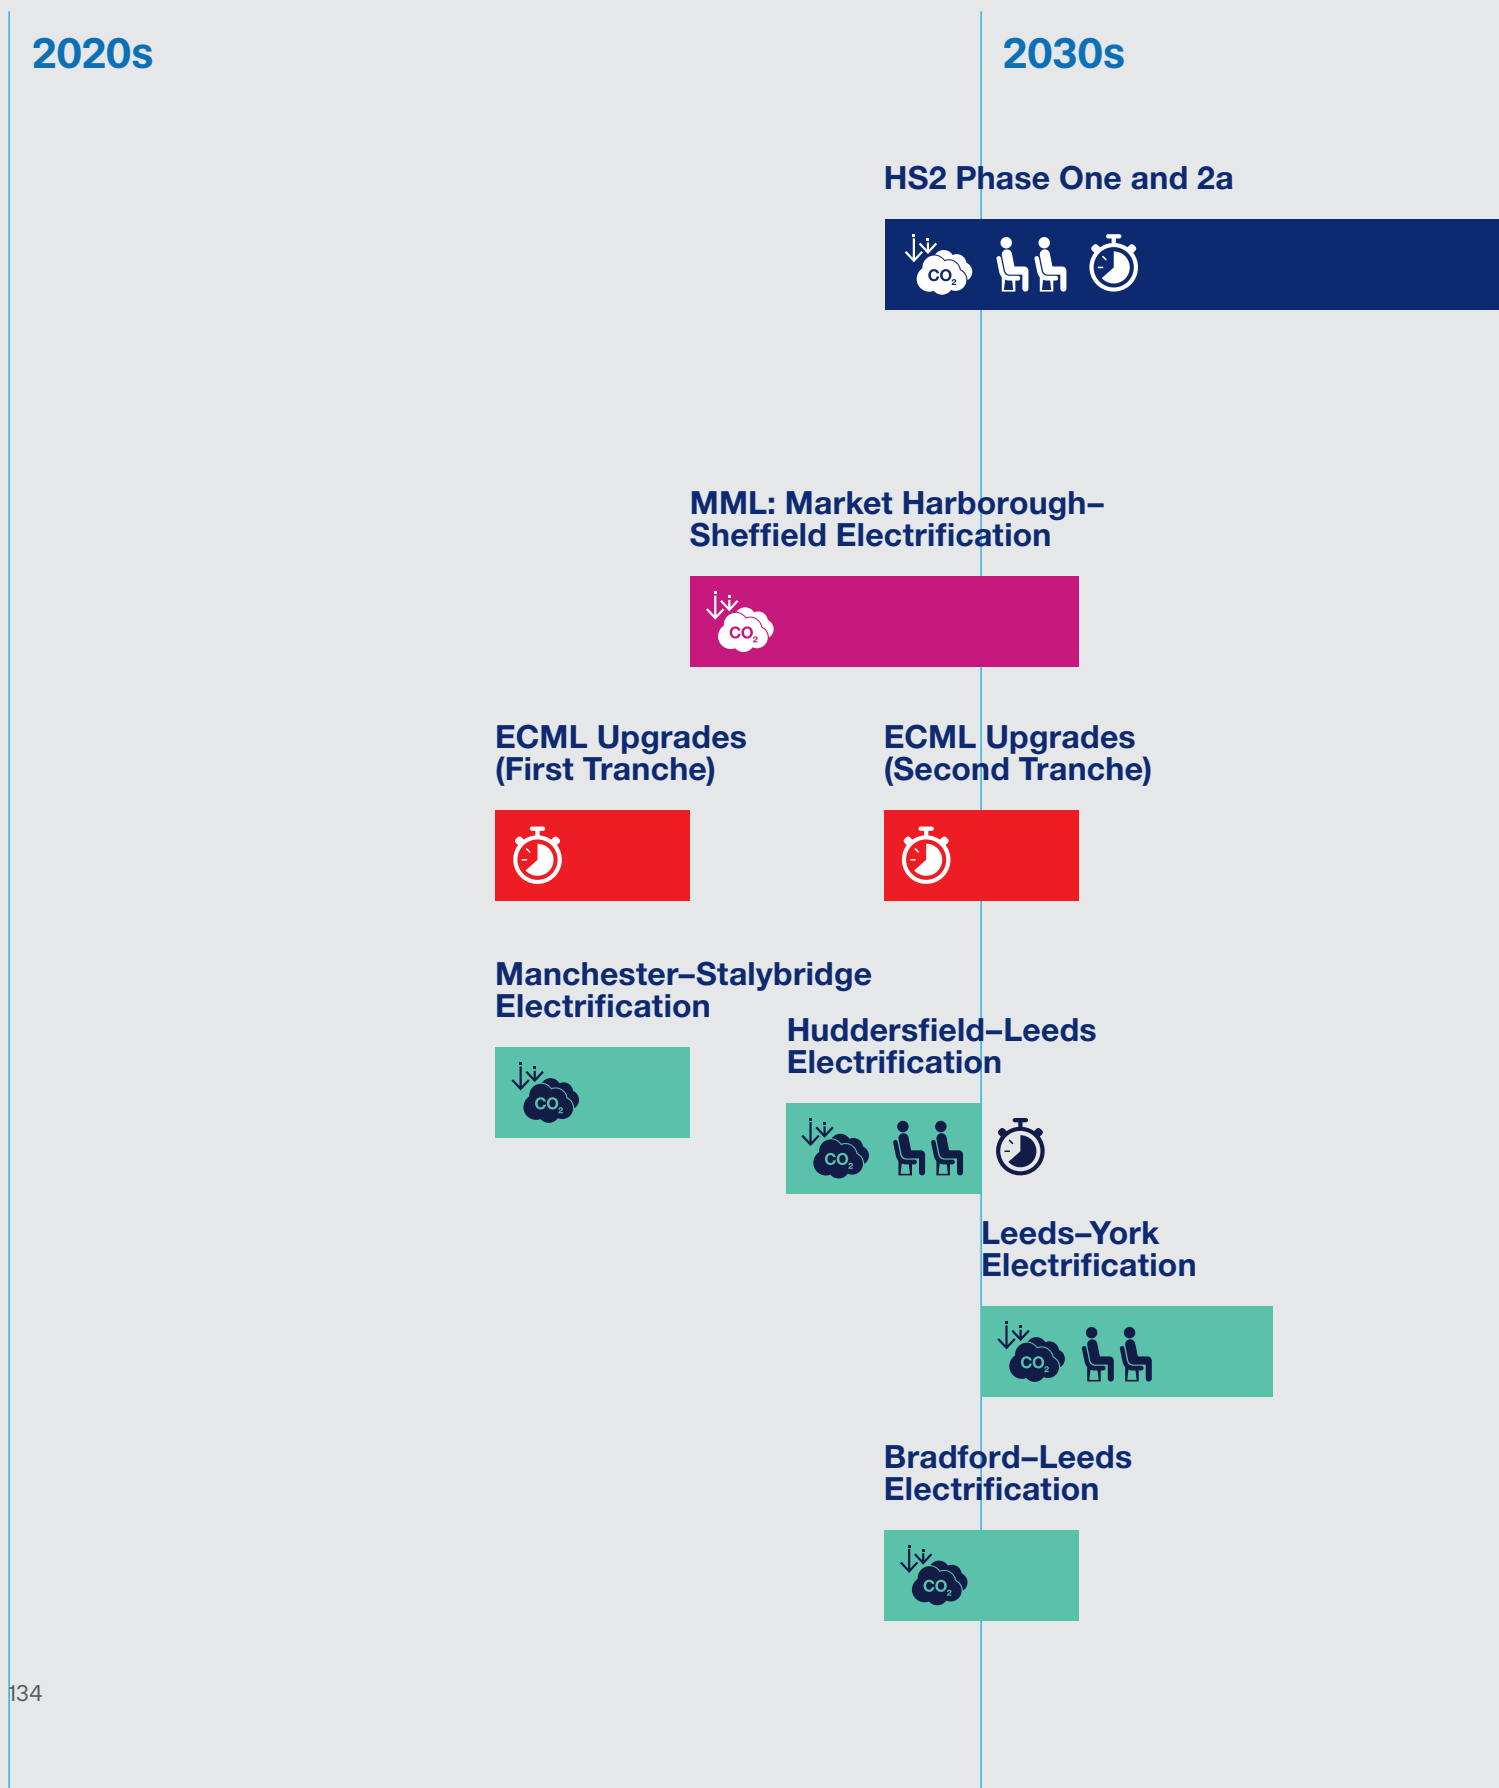 2020s
2030s
HS2 Phase One and 2a
CO2
MML: Market Harborough–
Sheffield Electrification
CO2
ECML Upgrades
(First Tranche)
ECML Upgrades
(Second Tranche)
Manchester–Stalybridge
Electrification
CO2
Huddersfield–Leeds
Electrification
CO2
Leeds–York
Electrification
CO2
Bradford–Leeds
Electrification
CO2
134